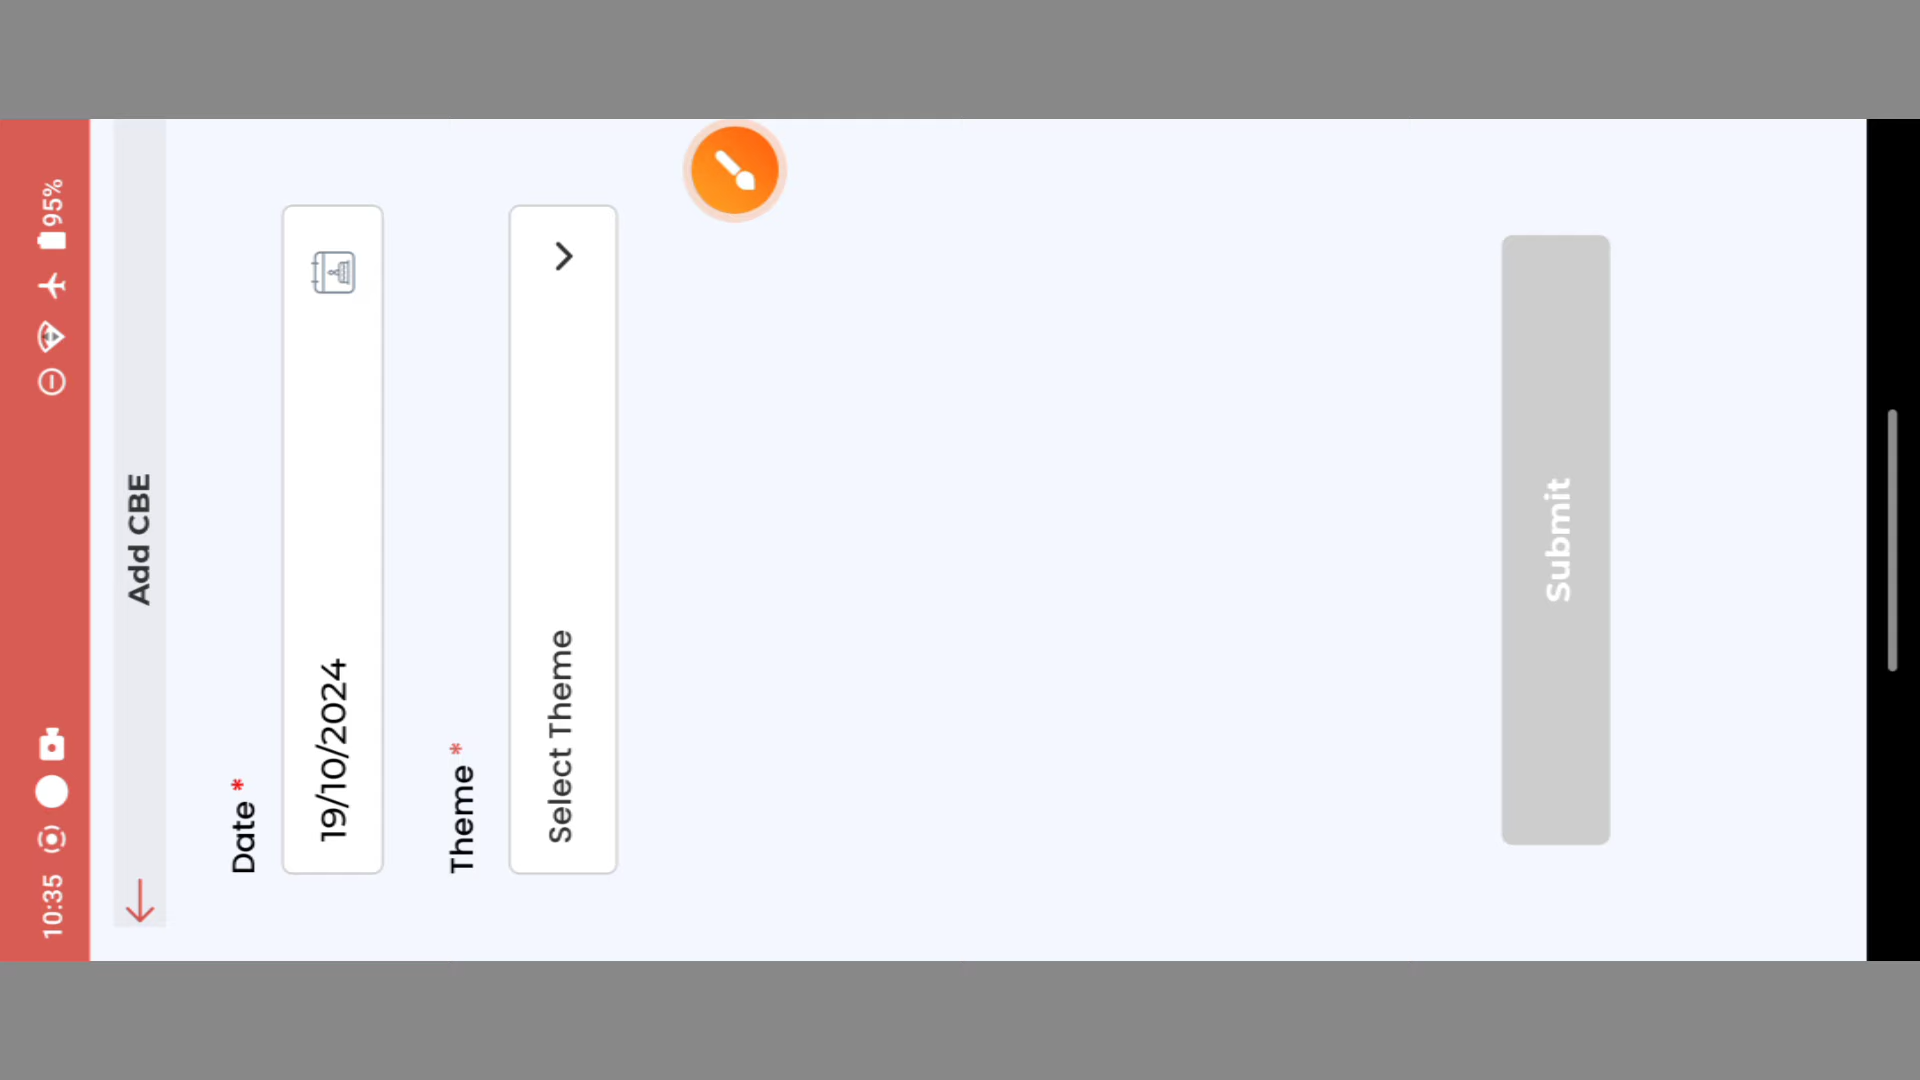 10:35
95%
Add CBE
Date *
19/10/2024
Theme *
Select Theme
Submit